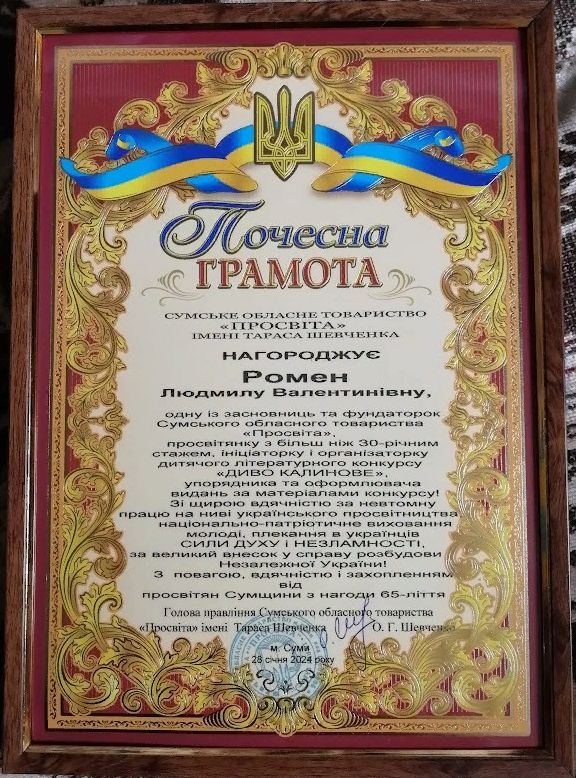 Почесна
ГРАМОТА
СУМСЬКЕ ОБЛАСНЕ ТОВАРИСТВО
«ПРОСВІТА»
ІМЕНІ ТАРАСА ШЕВЧЕНКА
НАГОРОДЖУЄ
Ромен
Людмилу Валентинівну,
одну із засновниць та фундаторок
Сумського обласного товариства
«Просвіта»,
просвітянку з більш ніж 30-річним
стажем, ініціаторку і організаторку
дитячого літературного конкурсу
«ДИВО КАЛИНОВЕ»,
упорядника та оформлювача
видань за матеріалами конкурсу!
Зі щирою вдячністю за невтомну
працю на ниві українського просвітництва
національно-патріотичне виховання
молоді, плекання в українців
СИЛИ ДУХУ і НЕЗЛАМНОСТІ,
за великий внесок у справу розбудови
Незалежної України!
З повагою, вдячністю і захопленням
від
просвітян Сумщини з нагоди 65-ліття
Голова правління Сумського обласного товариства
«Просвіта» імені Тараса Шевченка О. Г. Шевченко
м. Суми
28 січня 2024 року